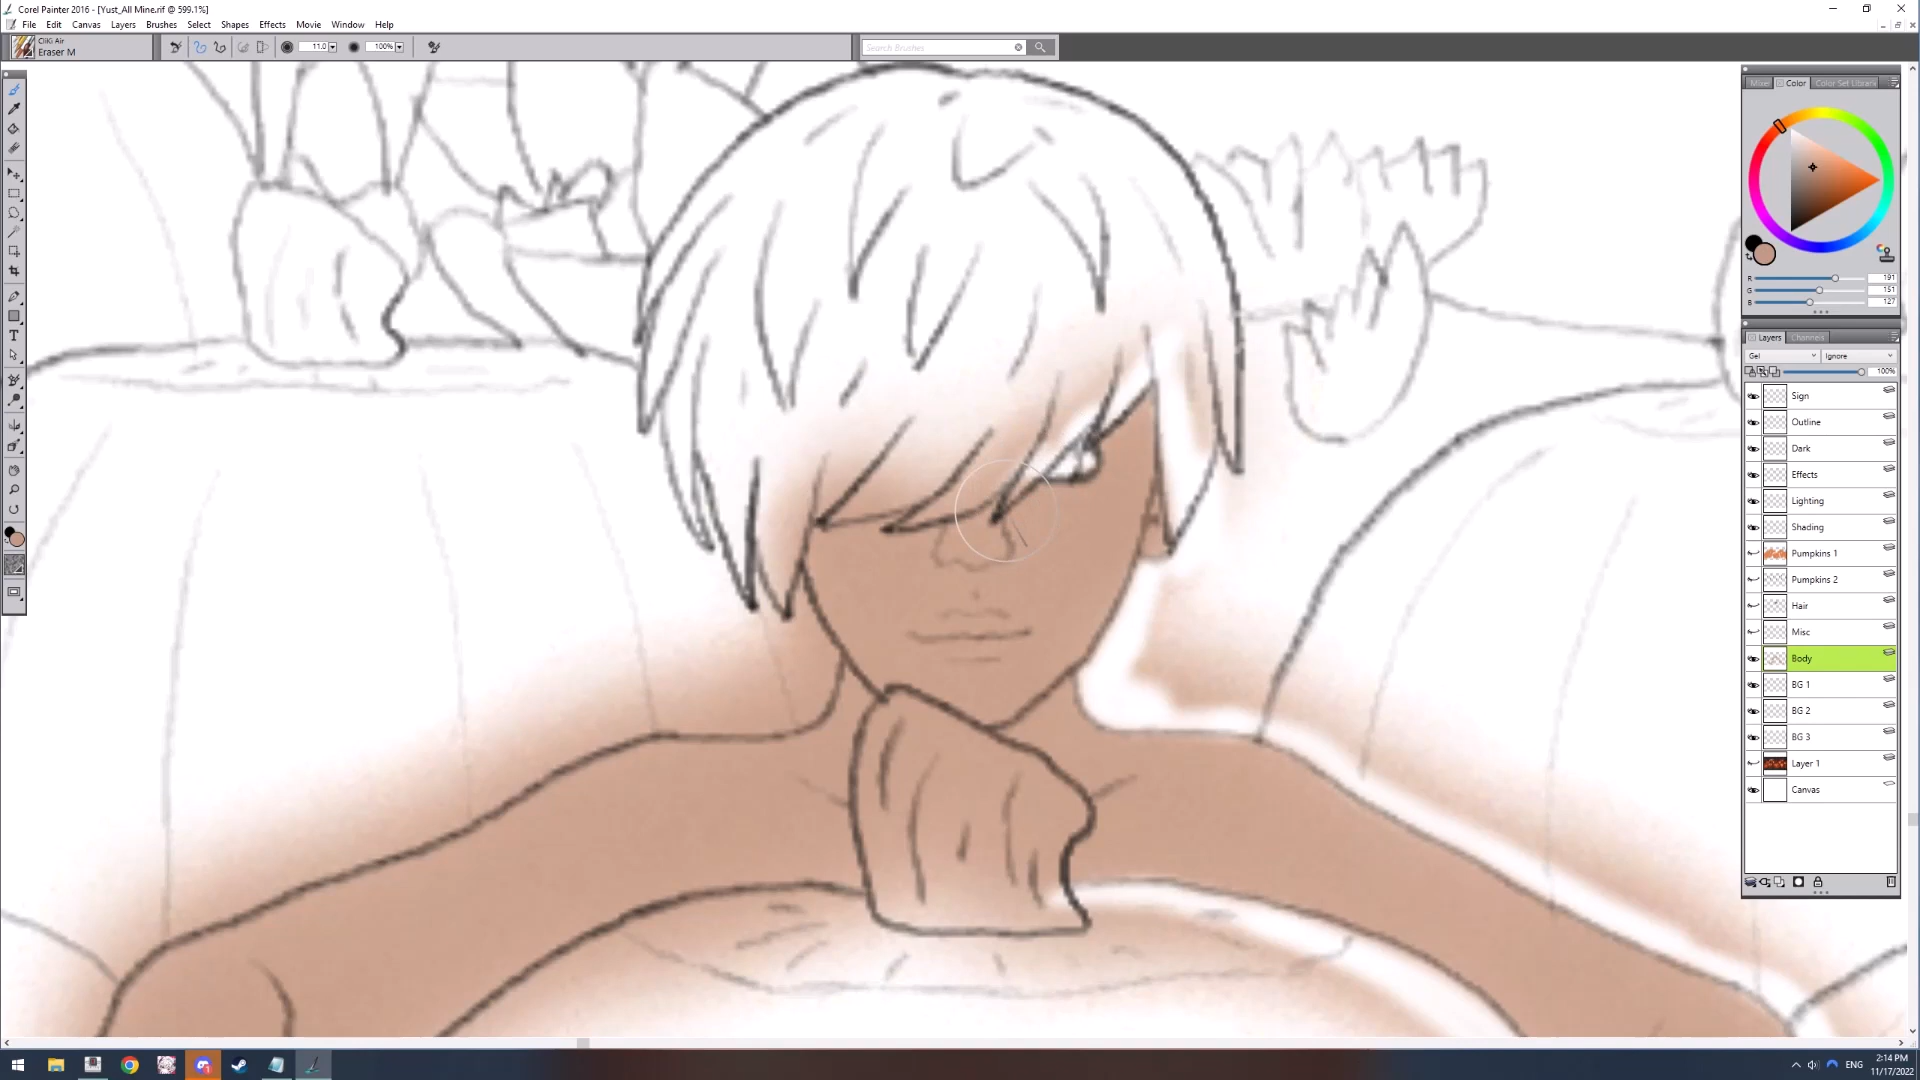 Corel Painter 2016 - [Yust_All Mine.rif @ 599.1%]
File Edit Canvas Layers Brushes Select Shapes Effects Movie Window Help
CliiG Air
Eraser M
11.0
100%
Search Brushes
Mixe Color Color Set Librari
R 191
G 151
B 127
Layers Channels
Gel Ignore
100%
Sign
Outline
Dark
Effects
Lighting
Shading
Pumpkins 1
Pumpkins 2
Hair
Misc
Body
BG 1
BG 2
BG 3
Layer 1
Canvas
ENG
2:14 PM
11/17/2022